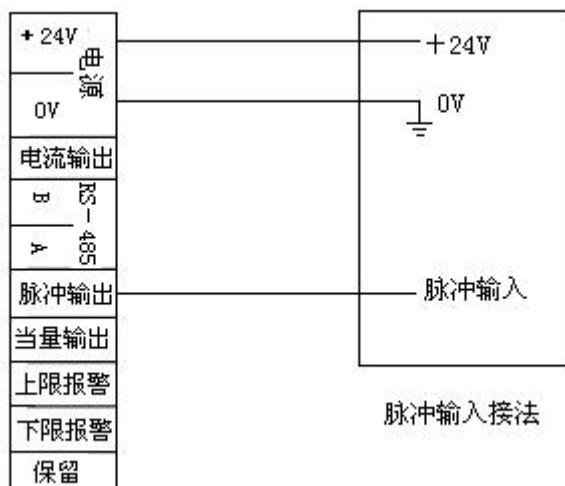 +24V
电源
0V
电流输出
B
RS-485
A
脉冲输出
当量输出
上限报警
下限报警
保留
+24V
0V
脉冲输入
脉冲输入接法